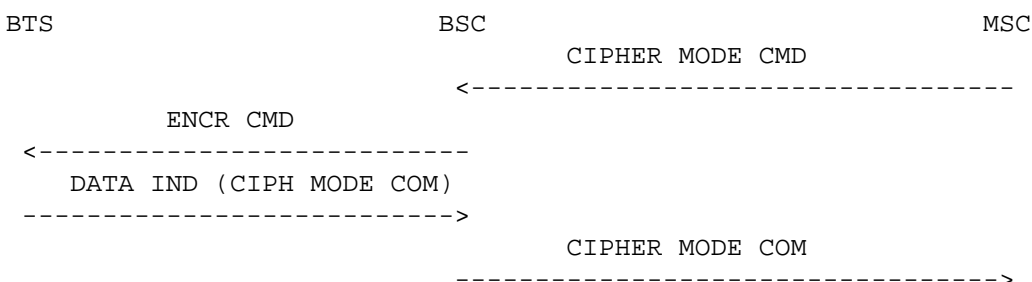 BTS BSC MSC
CIPHER MODE CMD
<----------------------------------
ENCR CMD
<---------------------------
DATA IND (CIPH MODE COM)
--------------------------->
CIPHER MODE COM
---------------------------------->